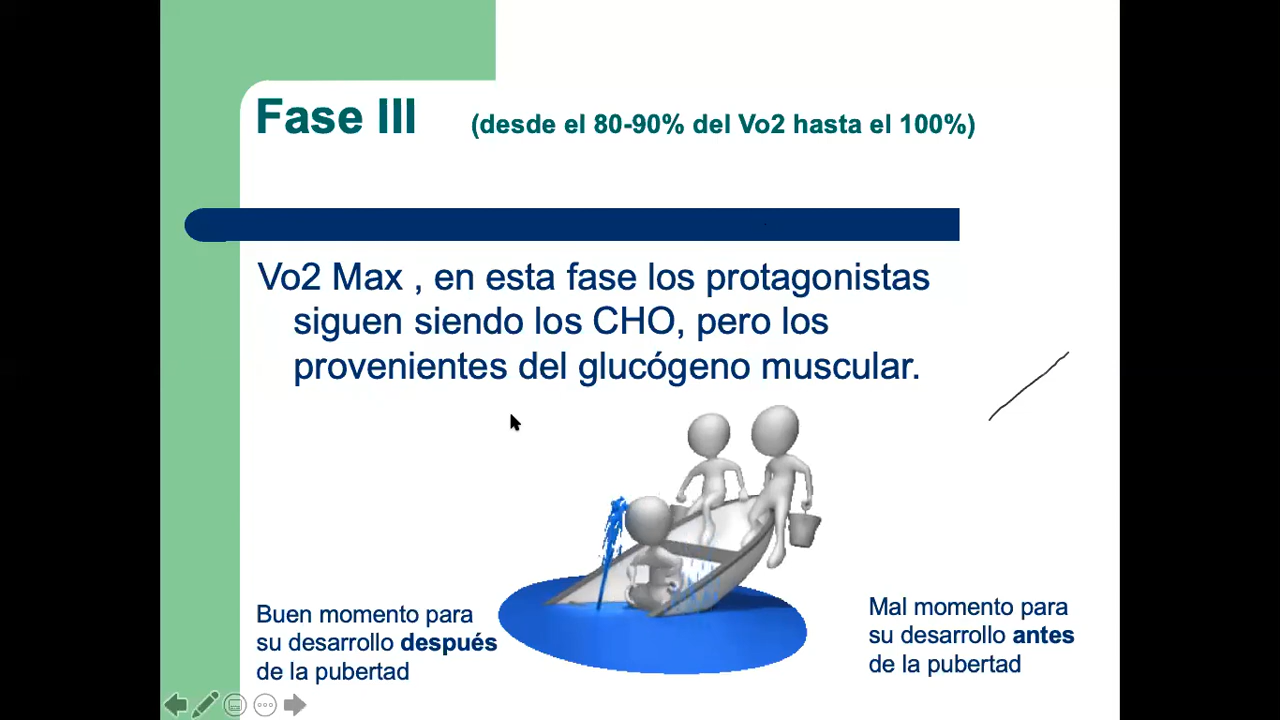 Fase III (desde el 80-90% del Vo2 hasta el 100%)
Vo2 Max , en esta fase los protagonistas
siguen siendo los CHO, pero los
provenientes del glucógeno muscular.
Buen momento para
su desarrollo después
de la pubertad
Mal momento para
su desarrollo antes
de la pubertad